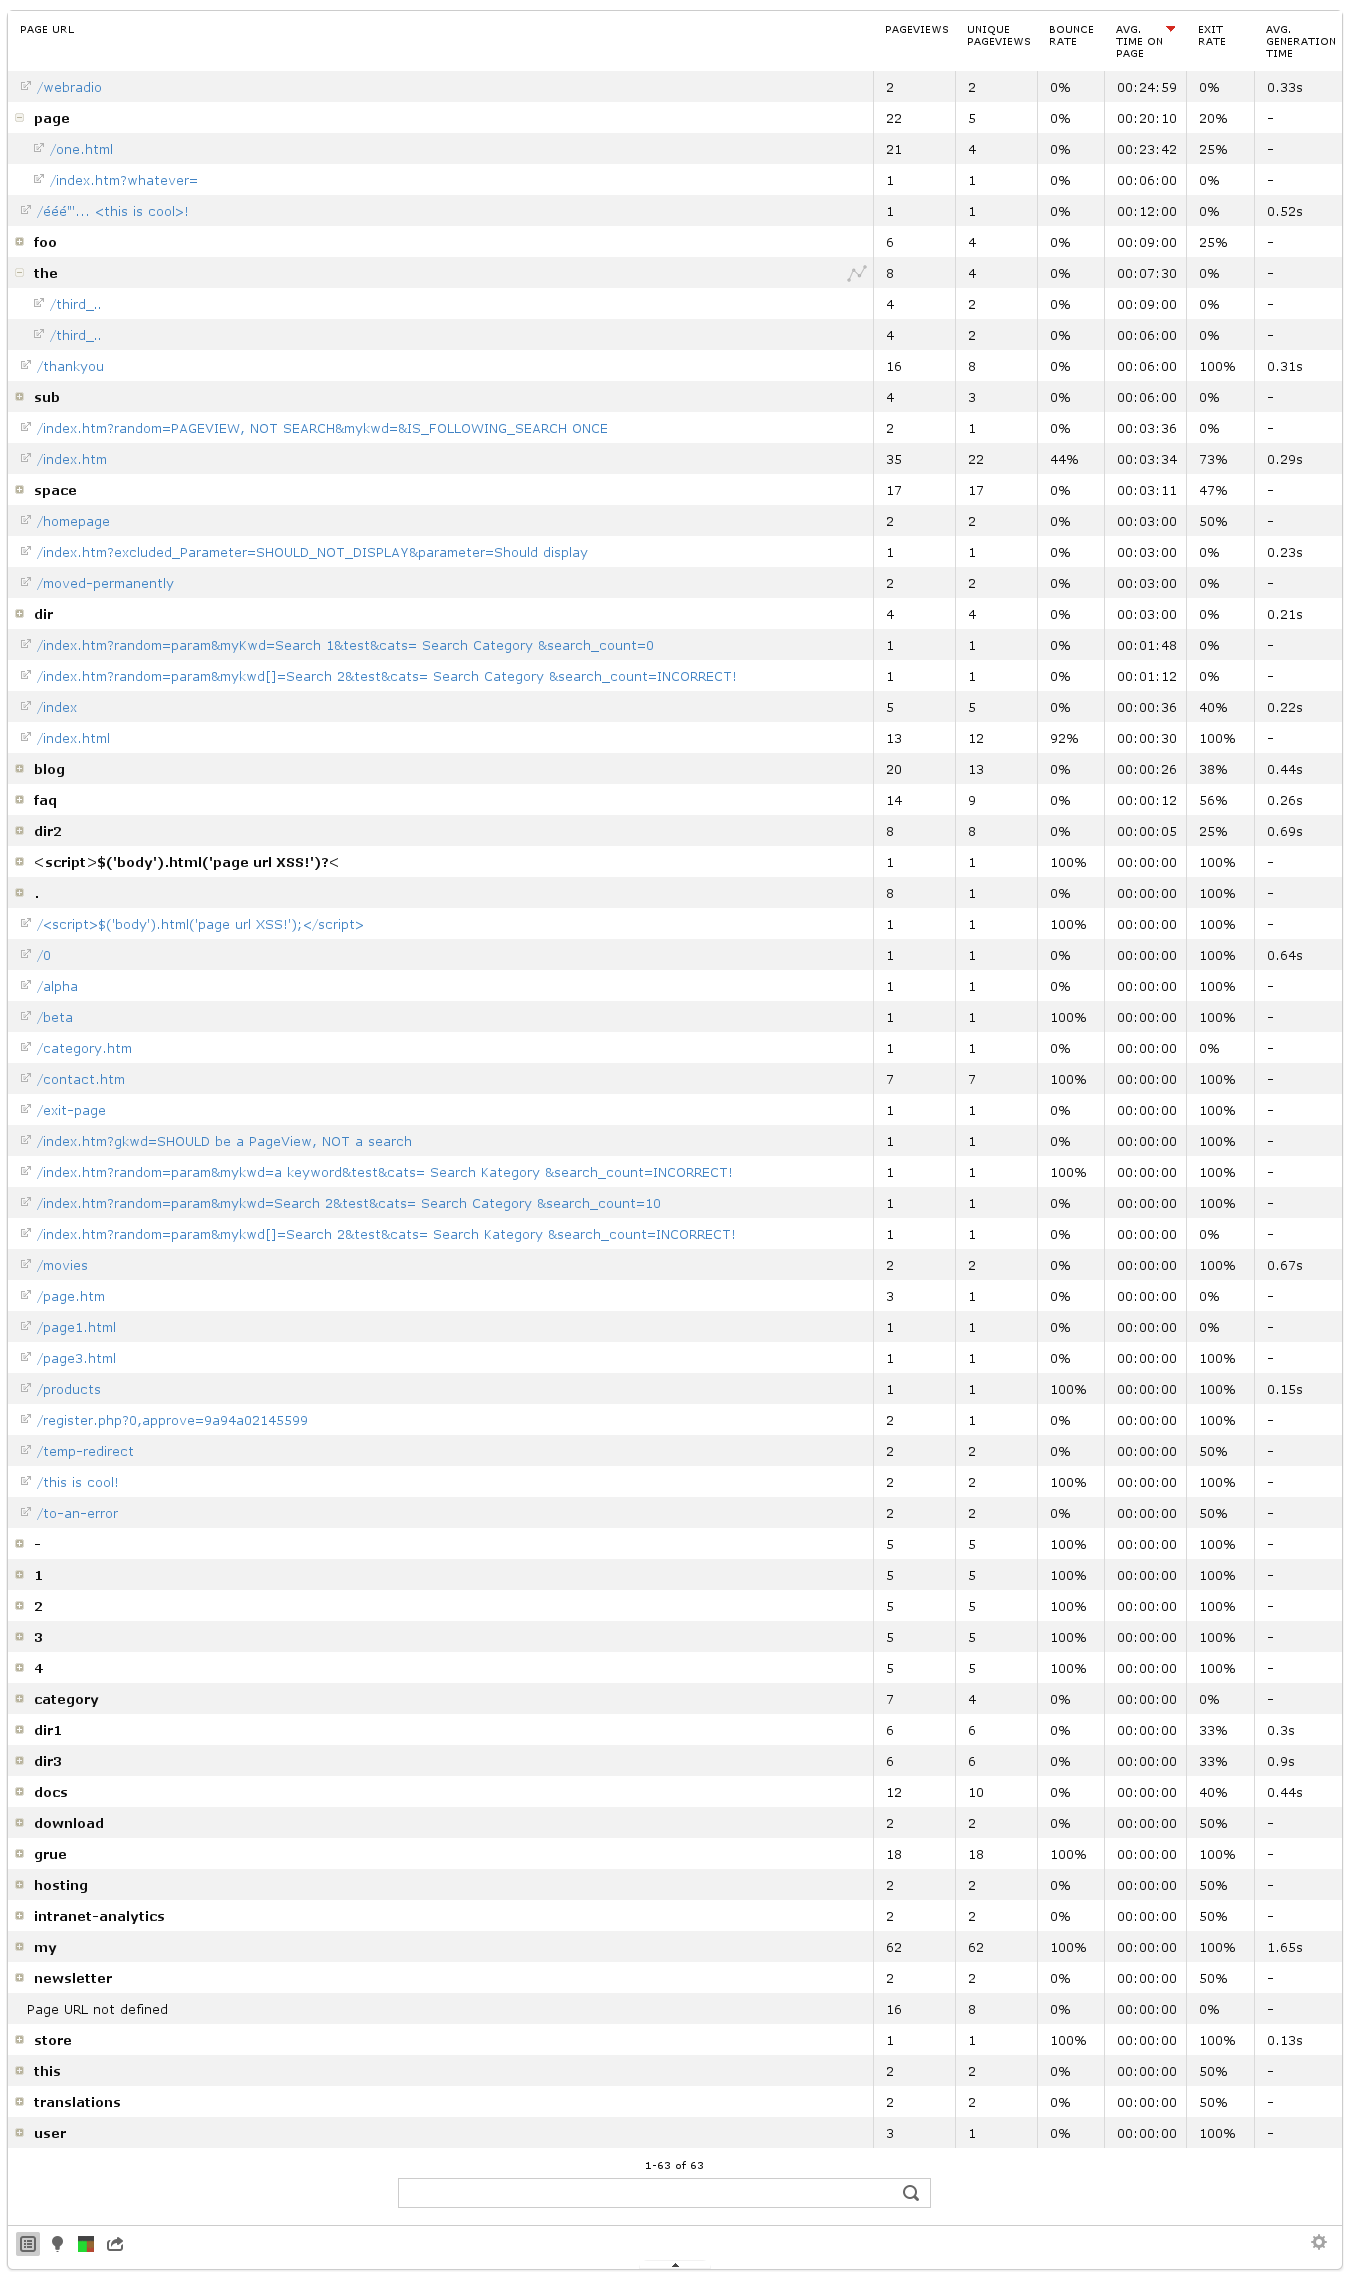 PAGE URL PAGEVIEWS UNIQUE PAGEVIEWS BOUNCE RATE AVG. TIME ON PAGE EXIT RATE AVG. GENERATION TIME
/webradio 2 2 0% 00:24:59 0% 0.33s
page 22 5 0% 00:20:10 20% -
/one.html 21 4 0% 00:23:42 25% -
/index.htm?whatever= 1 1 0% 00:06:00 0% -
/ééé"'... <this is cool>! 1 1 0% 00:12:00 0% 0.52s
foo 6 4 0% 00:09:00 25% -
the 8 4 0% 00:07:30 0% -
/third_.. 4 2 0% 00:09:00 0% -
/third_.. 4 2 0% 00:06:00 0% -
/thankyou 16 8 0% 00:06:00 100% 0.31s
sub 4 3 0% 00:06:00 0% -
/index.htm?random=PAGEVIEW, NOT SEARCH&mykwd=&IS_FOLLOWING_SEARCH ONCE 2 1 0% 00:03:36 0% -
/index.htm 35 22 44% 00:03:34 73% 0.29s
space 17 17 0% 00:03:11 47% -
/homepage 2 2 0% 00:03:00 50% -
/index.htm?excluded_Parameter=SHOULD_NOT_DISPLAY&parameter=Should display 1 1 0% 00:03:00 0% 0.23s
/moved-permanently 2 2 0% 00:03:00 0% -
dir 4 4 0% 00:03:00 0% 0.21s
/index.htm?random=param&myKwd=Search 1&test&cats= Search Category &search_count=0 1 1 0% 00:01:48 0% -
/index.htm?random=param&mykwd[]=Search 2&test&cats= Search Category &search_count=INCORRECT! 1 1 0% 00:01:12 0% -
/index 5 5 0% 00:00:36 40% 0.22s
/index.html 13 12 92% 00:00:30 100% -
blog 20 13 0% 00:00:26 38% 0.44s
faq 14 9 0% 00:00:12 56% 0.26s
dir2 8 8 0% 00:00:05 25% 0.69s
<script>$('body').html('page url XSS!')?< 1 1 100% 00:00:00 100% -
. 8 1 0% 00:00:00 100% -
/<script>$('body').html('page url XSS!');</script> 1 1 100% 00:00:00 100% -
/0 1 1 0% 00:00:00 100% 0.64s
/alpha 1 1 0% 00:00:00 100% -
/beta 1 1 100% 00:00:00 100% -
/category.htm 1 1 0% 00:00:00 0% -
/contact.htm 7 7 100% 00:00:00 100% -
/exit-page 1 1 0% 00:00:00 100% -
/index.htm?gkwd=SHOULD be a PageView, NOT a search 1 1 0% 00:00:00 100% -
/index.htm?random=param&mykwd=a keyword&test&cats= Search Kategory &search_count=INCORRECT! 1 1 100% 00:00:00 100% -
/index.htm?random=param&mykwd=Search 2&test&cats= Search Category &search_count=10 1 1 0% 00:00:00 100% -
/index.htm?random=param&mykwd[]=Search 2&test&cats= Search Kategory &search_count=INCORRECT! 1 1 0% 00:00:00 0% -
/movies 2 2 0% 00:00:00 100% 0.67s
/page.htm 3 1 0% 00:00:00 0% -
/page1.html 1 1 0% 00:00:00 0% -
/page3.html 1 1 0% 00:00:00 100% -
/products 1 1 100% 00:00:00 100% 0.15s
/register.php?0,approve=9a94a02145599 2 1 0% 00:00:00 100% -
/temp-redirect 2 2 0% 00:00:00 50% -
/this is cool! 2 2 100% 00:00:00 100% -
/to-an-error 2 2 0% 00:00:00 50% -
- 5 5 100% 00:00:00 100% -
1 5 5 100% 00:00:00 100% -
2 5 5 100% 00:00:00 100% -
3 5 5 100% 00:00:00 100% -
4 5 5 100% 00:00:00 100% -
category 7 4 0% 00:00:00 0% -
dir1 6 6 0% 00:00:00 33% 0.3s
dir3 6 6 0% 00:00:00 33% 0.9s
docs 12 10 0% 00:00:00 40% 0.44s
download 2 2 0% 00:00:00 50% -
grue 18 18 100% 00:00:00 100% -
hosting 2 2 0% 00:00:00 50% -
intranet-analytics 2 2 0% 00:00:00 50% -
my 62 62 100% 00:00:00 100% 1.65s
newsletter 2 2 0% 00:00:00 50% -
Page URL not defined 16 8 0% 00:00:00 0% -
store 1 1 100% 00:00:00 100% 0.13s
this 2 2 0% 00:00:00 50% -
translations 2 2 0% 00:00:00 50% -
user 3 1 0% 00:00:00 100% -
1-63 of 63